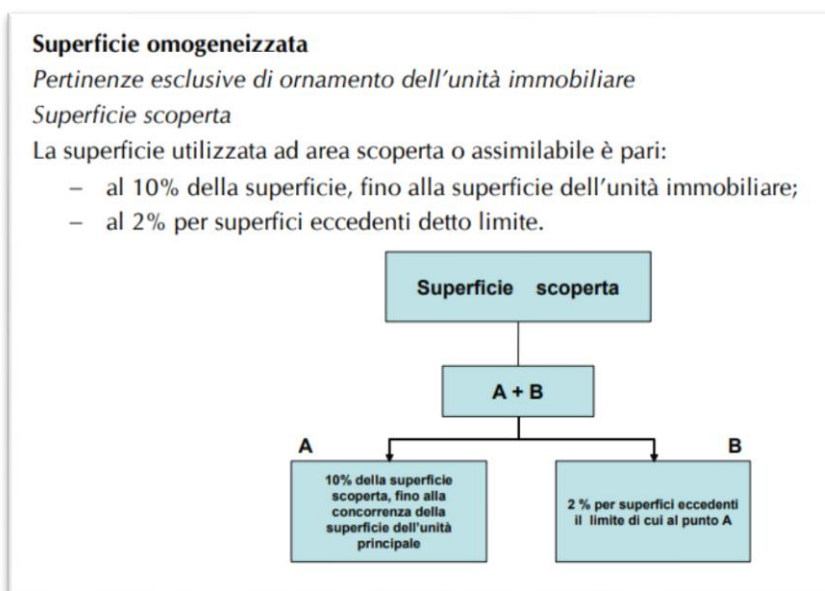 Superficie omogeneizzata
Pertinenze esclusive di ornamento dell'unità immobiliare
Superficie scoperta
La superficie utilizzata ad area scoperta o assimilabile è pari:
– al 10% della superficie, fino alla superficie dell'unità immobiliare;
– al 2% per superfici eccedenti detto limite.
Superficie scoperta
A + B
A
B
10% della superficie
scoperta, fino alla
concorrenza della
superficie dell'unità
principale
2 % per superfici eccedenti
il limite di cui al punto A